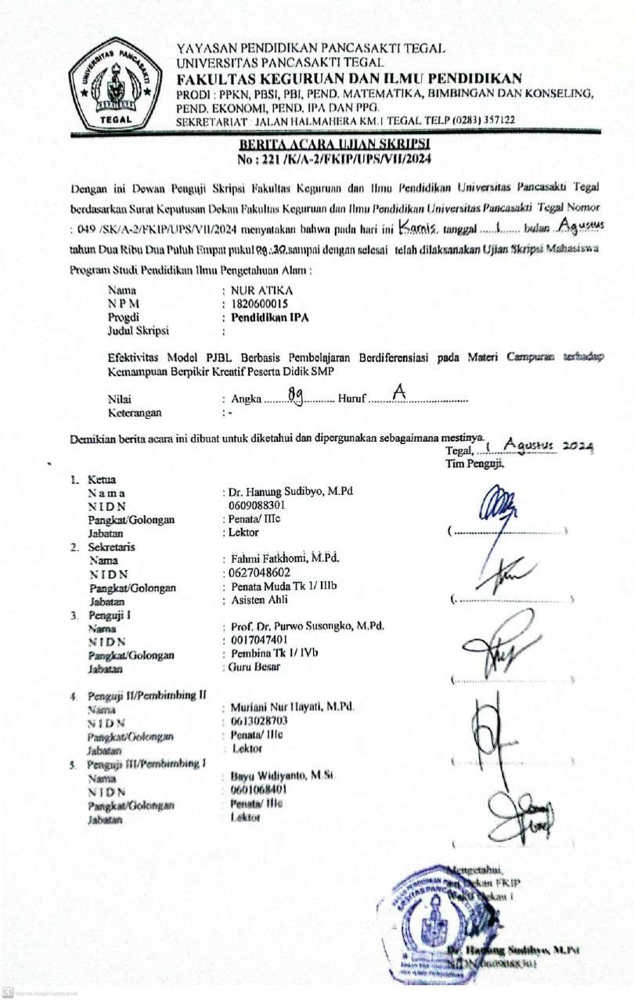 UNIVERSITAS PANCASAKTI
TEGAL
YAYASAN PENDIDIKAN PANCASAKTI TEGAL
UNIVERSITAS PANCASAKTI TEGAL
FAKULTAS KEGURUAN DAN ILMU PENDIDIKAN
PRODI : PPKN, PBSI, PBI, PEND. MATEMATIKA, BIMBINGAN DAN KONSELING,
PEND. EKONOMI, PEND. IPA DAN PPG.
SEKRETARIAT JALAN HALMAHERA KM.1 TEGAL TELP (0283) 357122
BERITA ACARA UJIAN SKRIPSI
No : 221 /K/A-2/FKIP/UPS/VII/2024
Dengan ini Dewan Penguji Skripsi Fakultas Keguruan dan Ilmu Pendidikan Universitas Pancasakti Tegal
berdasarkan Surat Keputusan Dekan Fakultas Keguruan dan Ilmu Pendidikan Universitas Pancasakti Tegal Nomor
: 049 /SK/A-2/FKIP/UPS/VII/2024 menyatakan bahwa pada hari ini Kamis, tanggal .....1...... bulan Agustus
tahun Dua Ribu Dua Puluh Empat pukul 09.30 sampai dengan selesai telah dilaksanakan Ujian Skripsi Mahasiswa
Program Studi Pendidikan Ilmu Pengetahuan Alam :
Nama : NUR ATIKA
N P M : 1820600015
Progdi : Pendidikan IPA
Judul Skripsi :
Efektivitas Model PJBL Berbasis Pembelajaran Berdiferensiasi pada Materi Campuran terhadap
Kemampuan Berpikir Kreatif Peserta Didik SMP
Nilai : Angka ........89........... Huruf ........A......................
Keterangan : -
Demikian berita acara ini dibuat untuk diketahui dan dipergunakan sebagaimana mestinya.
Tegal, ...1 Agustus 2024
Tim Penguji,
1. Ketua
N a m a : Dr. Hanung Sudibyo, M.Pd
N I D N 0609088301
Pangkat/Golongan : Penata/ IIIc
Jabatan : Lektor
2. Sekretaris
Nama : Fahmi Fatkhomi, M.Pd.
N I D N : 0627048602
Pangkat/Golongan : Penata Muda Tk 1/ IIIb
Jabatan : Asisten Ahli
3. Penguji I
Nama : Prof. Dr. Purwo Susongko, M.Pd.
N I D N : 0017047401
Pangkat/Golongan : Pembina Tk 1/ IVb
Jabatan : Guru Besar
4. Penguji II/Pembimbing II
Nama : Muriani Nur Hayati, M.Pd.
N I D N : 0613028703
Pangkat/Golongan : Penata/ IIIc
Jabatan : Lektor
5. Penguji III/Pembimbing I
Nama : Bayu Widiyanto, M.Si
N I D N : 0601068401
Pangkat/Golongan : Penata/ IIIc
Jabatan Lektor
Mengetahui,
Dekan FKIP
Wakil Dekan I
Dr. Hanung Sudibyo, M.Pd
NIDN 0609088301
CS